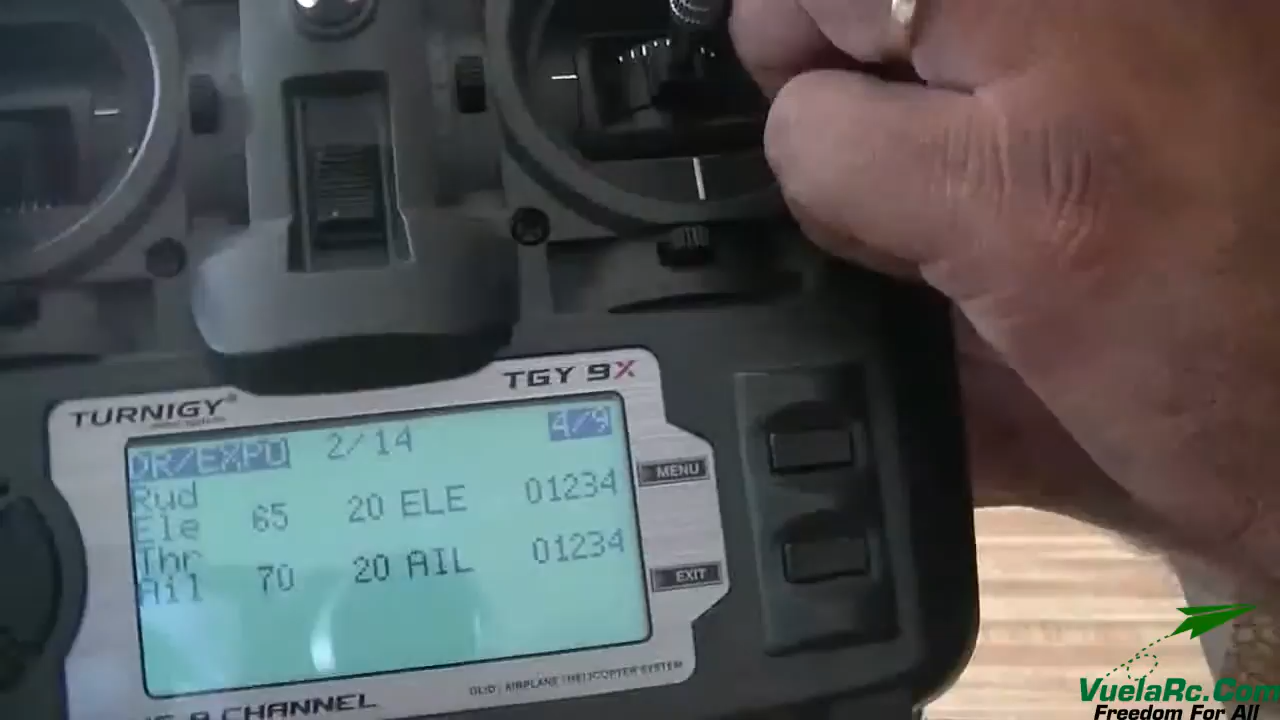 TURNIGY®
TGY 9X
DR/EXPO 2/14 4/9
Rud
Ele 65 20 ELE 01234
Thr
Ail 70 20 AIL 01234
MENU
EXIT
8 CHANNEL
AIRPLANE / HELICOPTER SYSTEM
VuelaRc.Com
Freedom For All